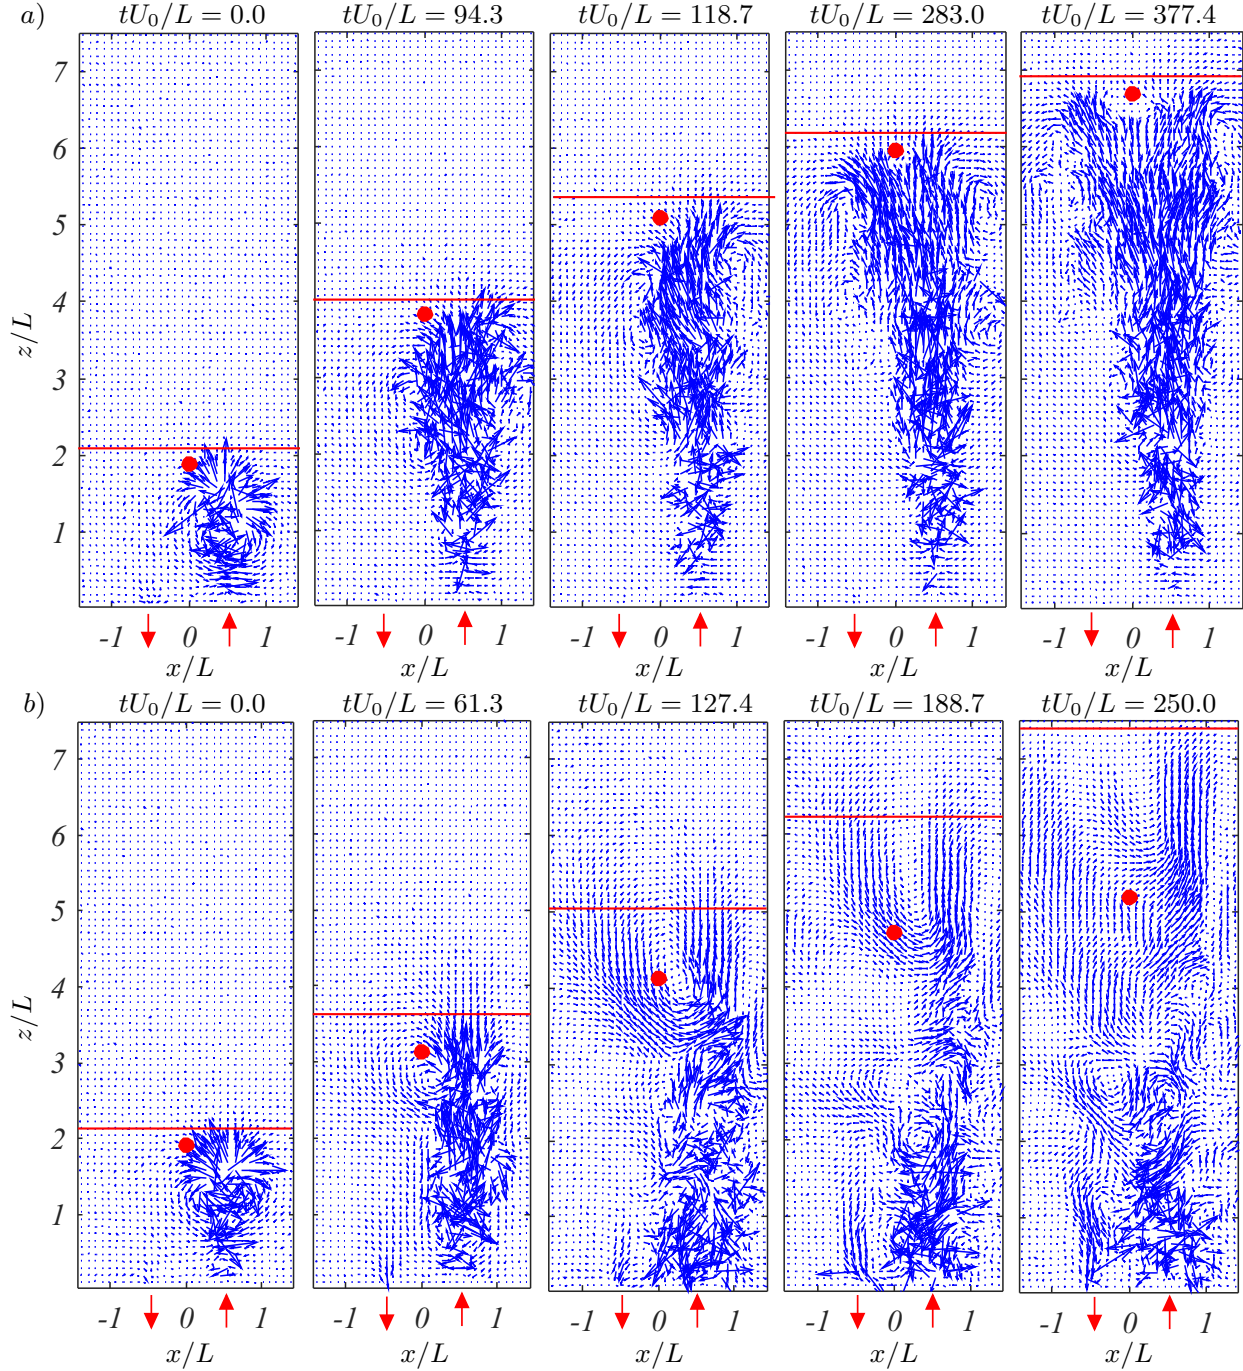 a) tU₀/L = 0.0 tU₀/L = 94.3 tU₀/L = 118.7 tU₀/L = 283.0 tU₀/L = 377.4
7
6
5
4
z/L
3
2
1
-1 0 1 -1 0 1 -1 0 1 -1 0 1 -1 0 1
x/L x/L x/L x/L x/L
b) tU₀/L = 0.0 tU₀/L = 61.3 tU₀/L = 127.4 tU₀/L = 188.7 tU₀/L = 250.0
7
6
5
4
z/L
3
2
1
-1 0 1 -1 0 1 -1 0 1 -1 0 1 -1 0 1
x/L x/L x/L x/L x/L